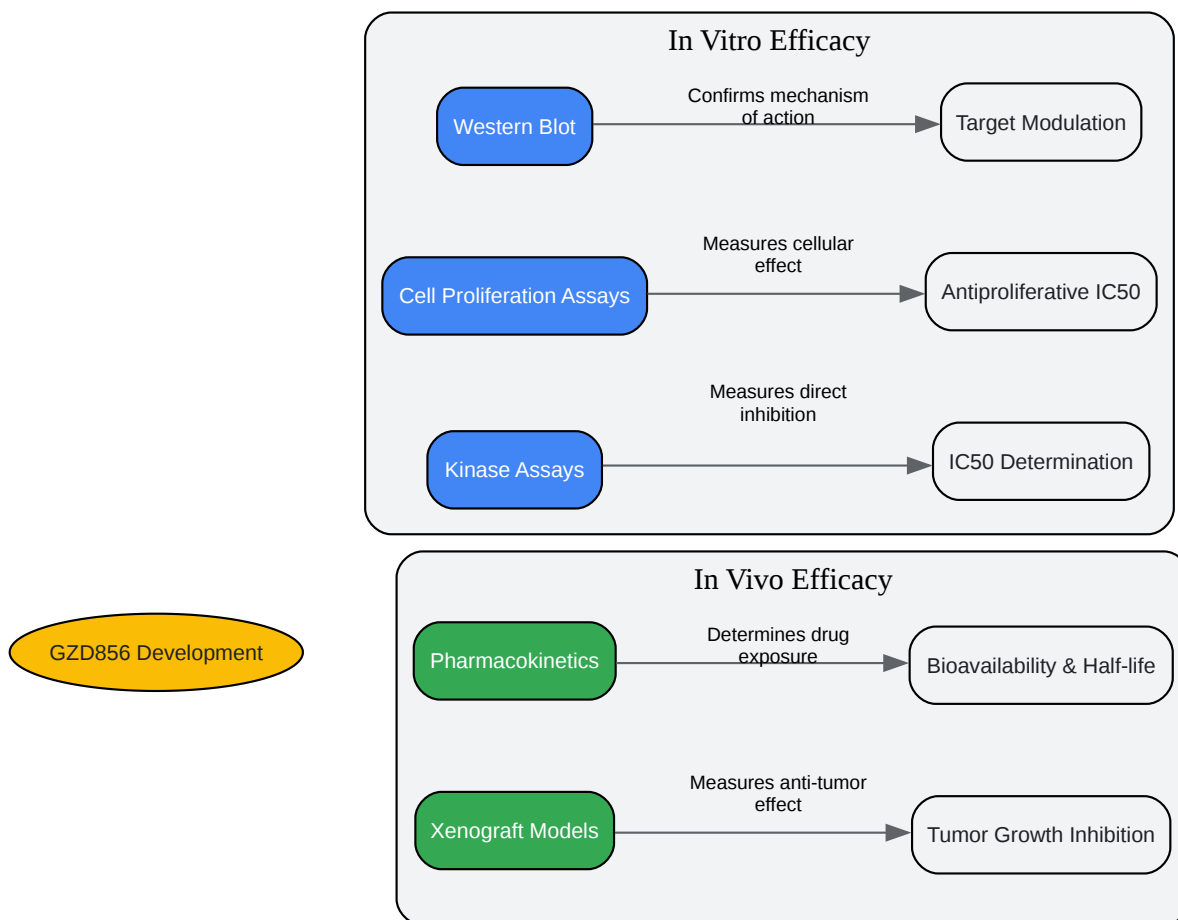 In Vitro Efficacy
Confirms mechanism
of action
Western Blot
Target Modulation
Measures cellular
effect
Cell Proliferation Assays
Antiproliferative IC50
Measures direct
inhibition
Kinase Assays
IC50 Determination
In Vivo Efficacy
GZD856 Development
Determines drug
exposure
Pharmacokinetics
Bioavailability & Half-life
Measures anti-tumor
effect
Xenograft Models
Tumor Growth Inhibition